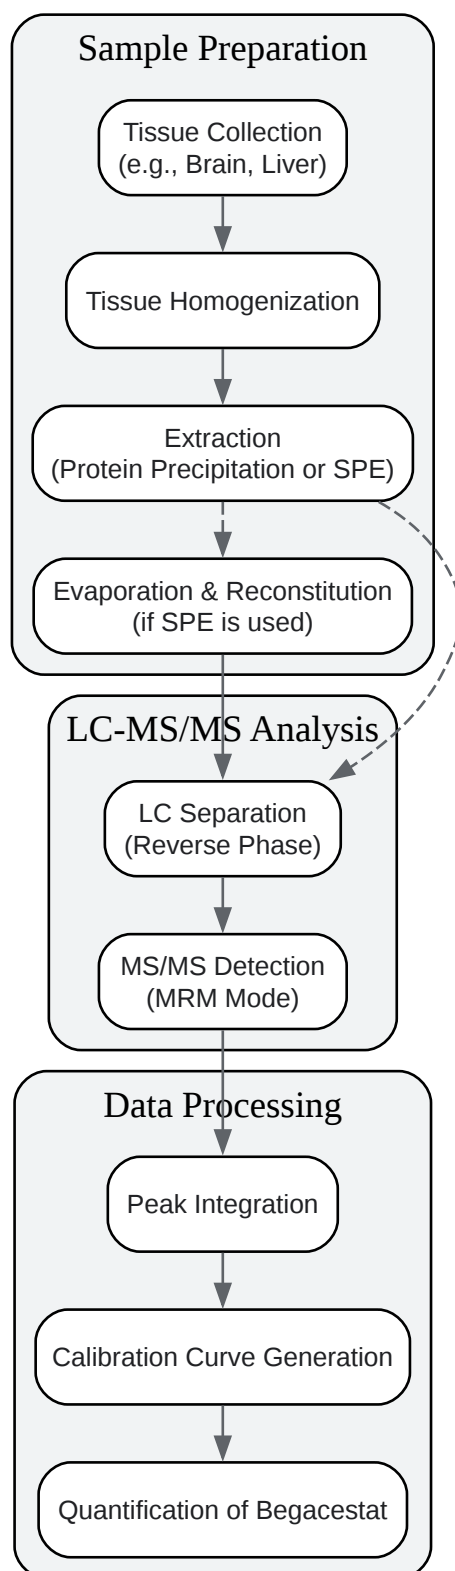 Sample Preparation
Tissue Collection
(e.g., Brain, Liver)
Tissue Homogenization
Extraction
(Protein Precipitation or SPE)
Evaporation & Reconstitution
(if SPE is used)
LC-MS/MS Analysis
LC Separation
(Reverse Phase)
MS/MS Detection
(MRM Mode)
Data Processing
Peak Integration
Calibration Curve Generation
Quantification of Begacestat